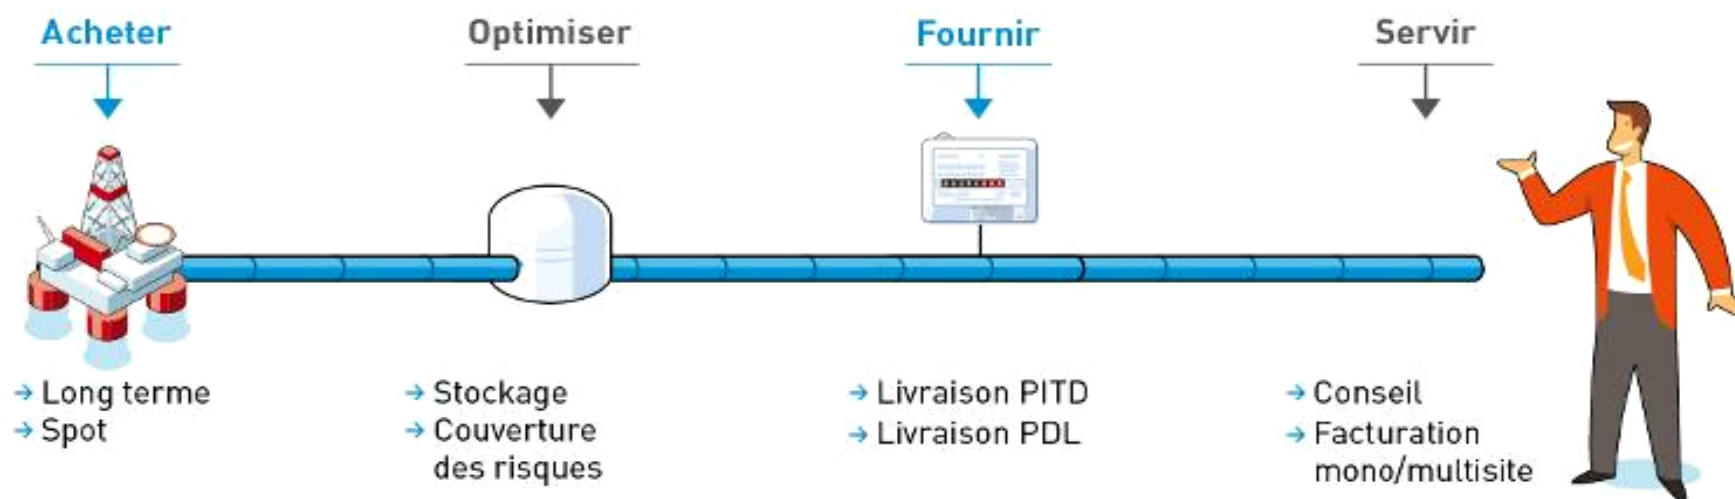 Acheter
Optimiser
Fournir
Servir
→ Long terme
→ Spot
→ Stockage
→ Couverture
des risques
→ Livraison PITD
→ Livraison PDL
→ Conseil
→ Facturation
mono/multisite